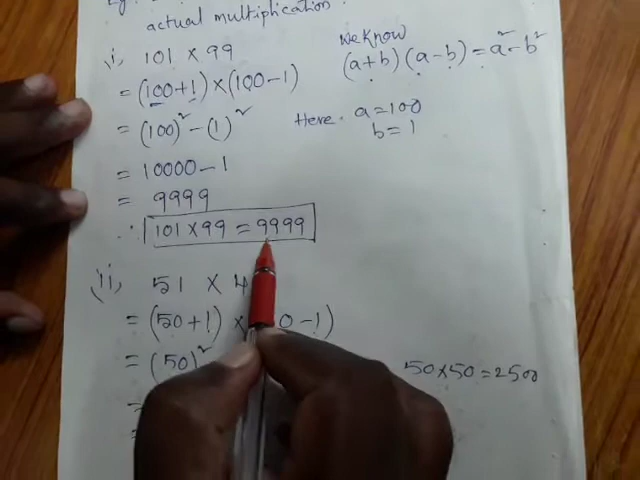 actual multiplication.
i, 101 × 99
= (100+1) × (100-1)
= (100)² - (1)²
= 10000 - 1
= 9999
∴ 101 × 99 = 9999
We Know
(a+b) (a-b) = a² - b²
Here. a = 100
b = 1
ii, 51 × 4
= (50+1) × 0-1)
= (50)²
50 × 50 = 2500